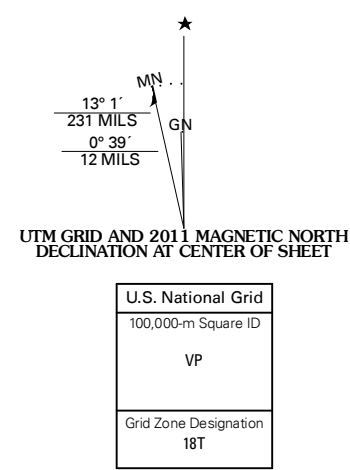 ★
MN
GN
13° 1´
231 MILS
0° 39´
12 MILS
UTM GRID AND 2011 MAGNETIC NORTH
DECLINATION AT CENTER OF SHEET
U.S. National Grid
100,000-m Square ID
VP
Grid Zone Designation
18T